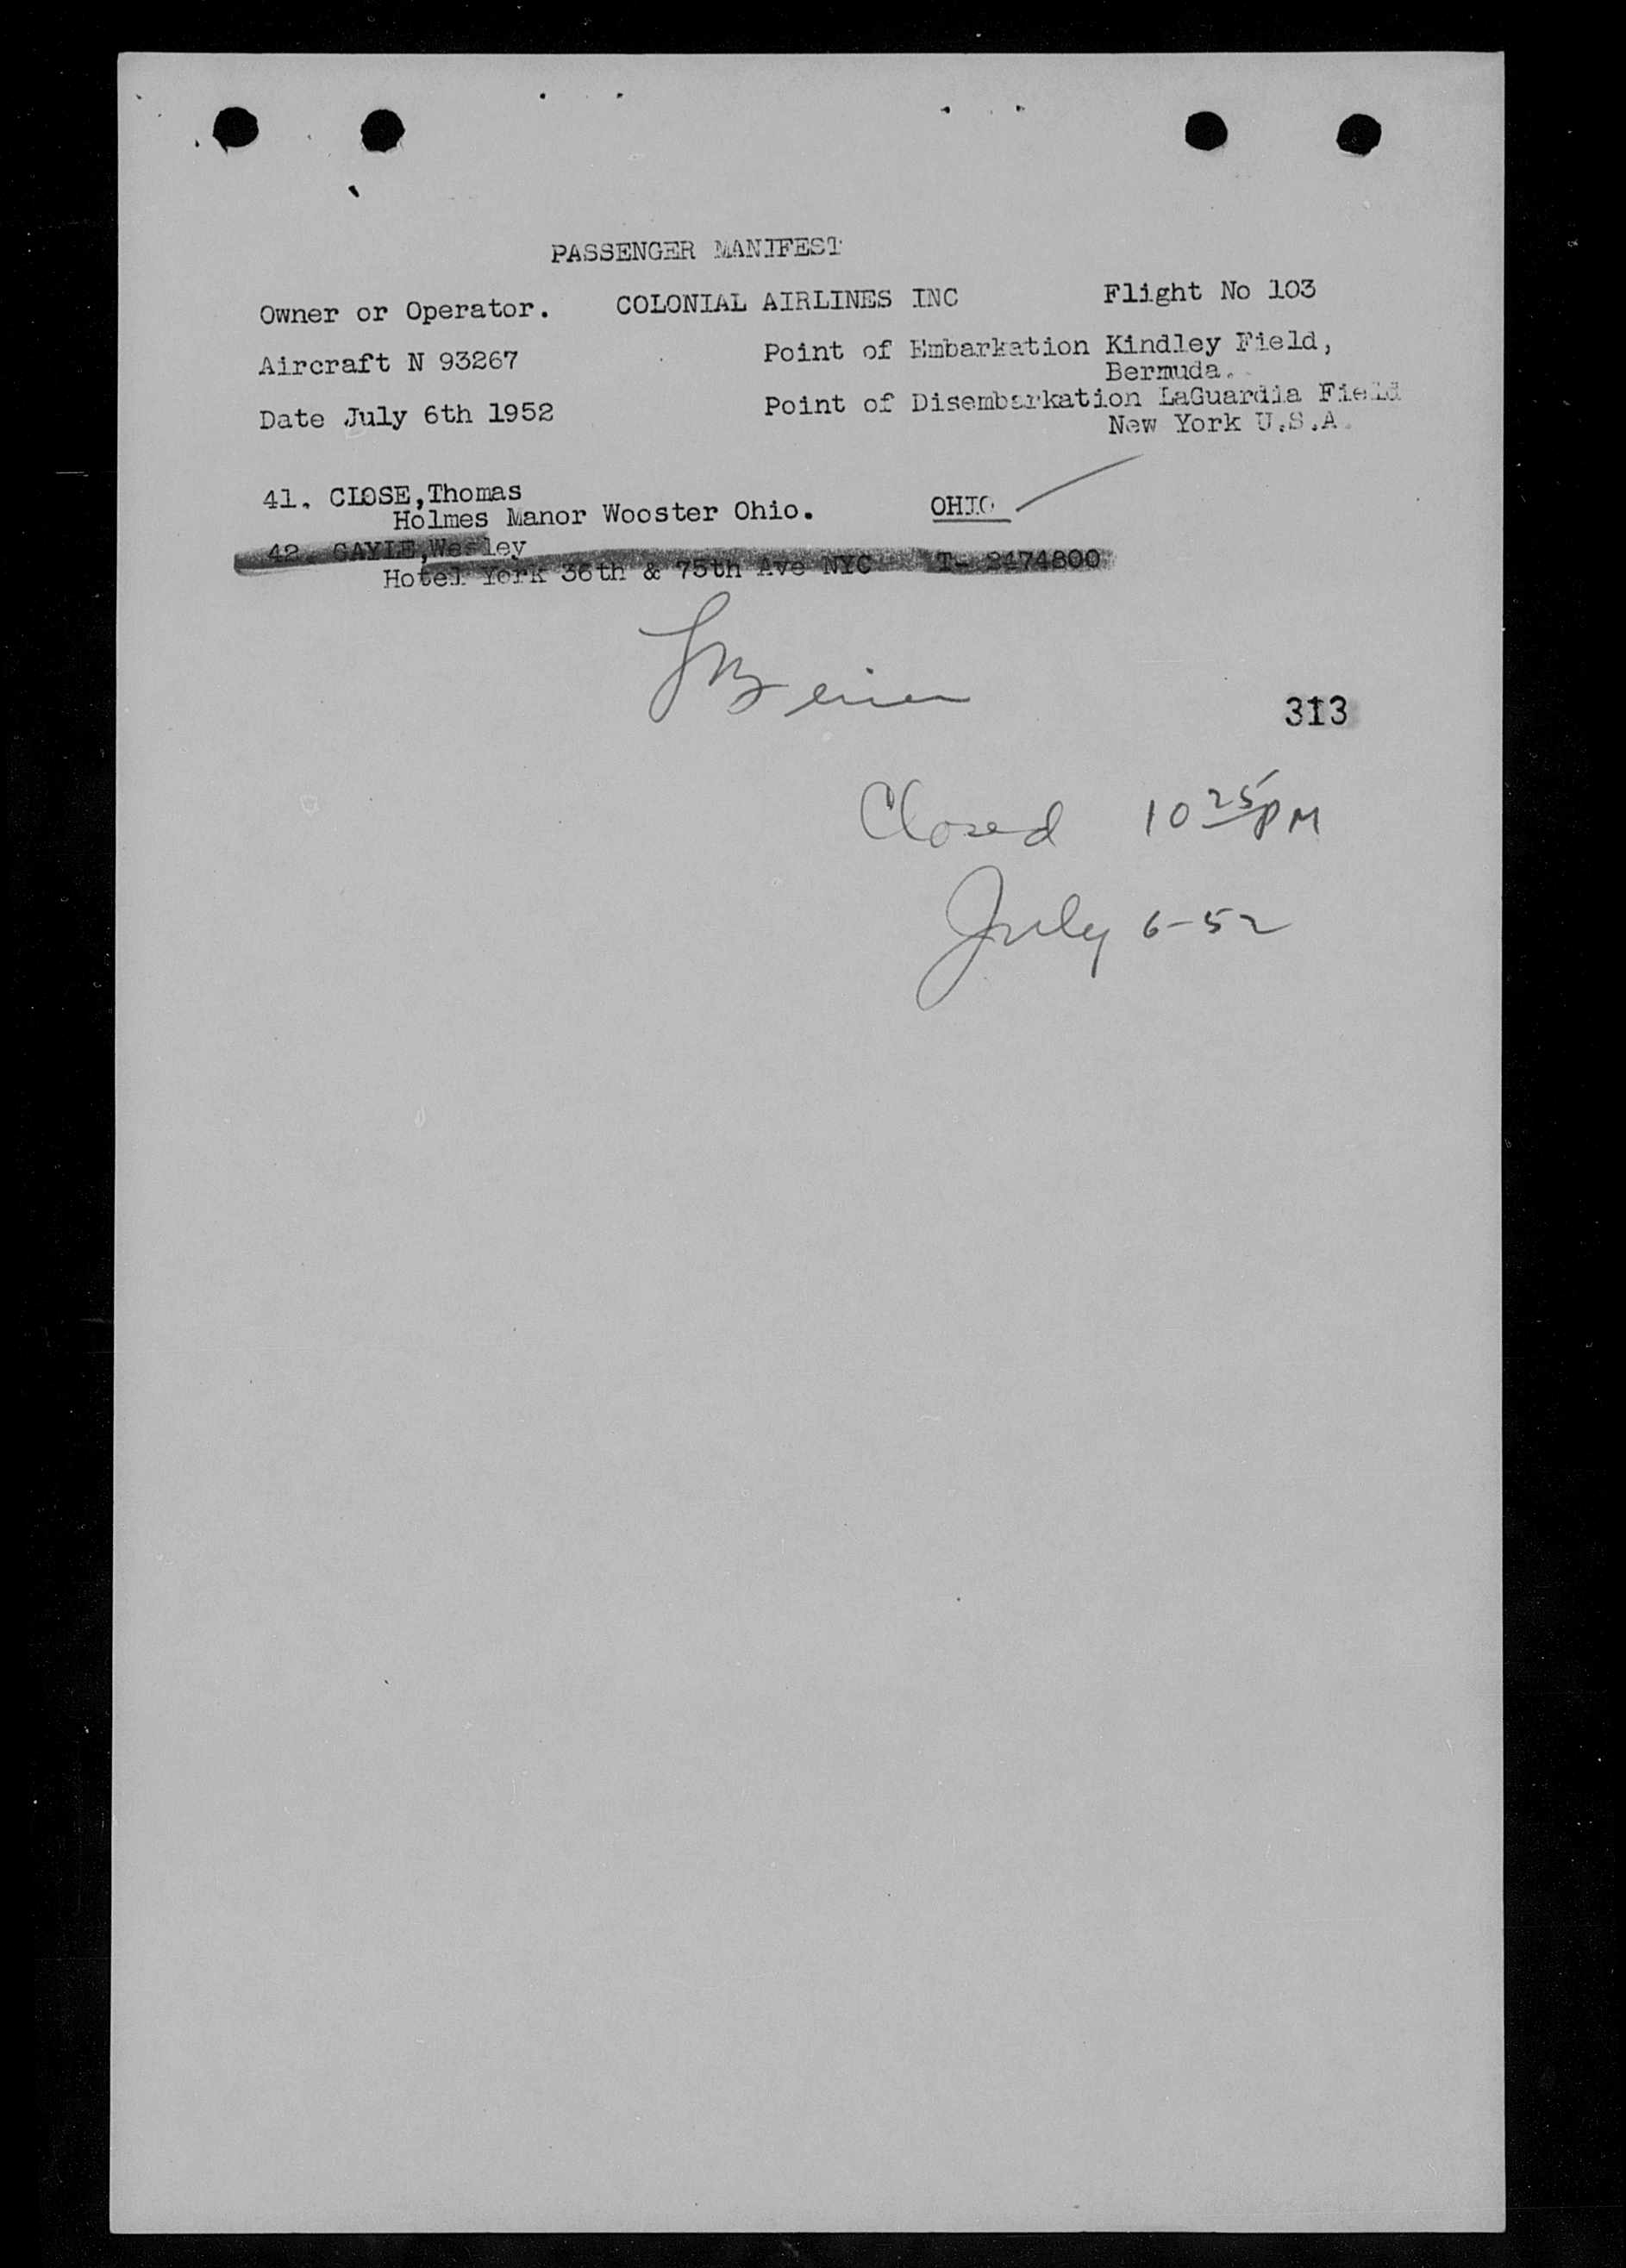 PASSENGER MANIFEST
Owner or Operator. COLONIAL AIRLINES INC Flight No 103
Aircraft N 93267 Point of Embarkation Kindley Field,
Bermuda.
Date July 6th 1952 Point of Disembarkation LaGuardia Field
New York U.S.A.
41. CLOSE,Thomas
Holmes Manor Wooster Ohio. OHIO
42. GAYLE,Wesley
Hotel York 36th & 75th Ave NYC T- 2474800
313
Closed 10 25 PM
July 6-52